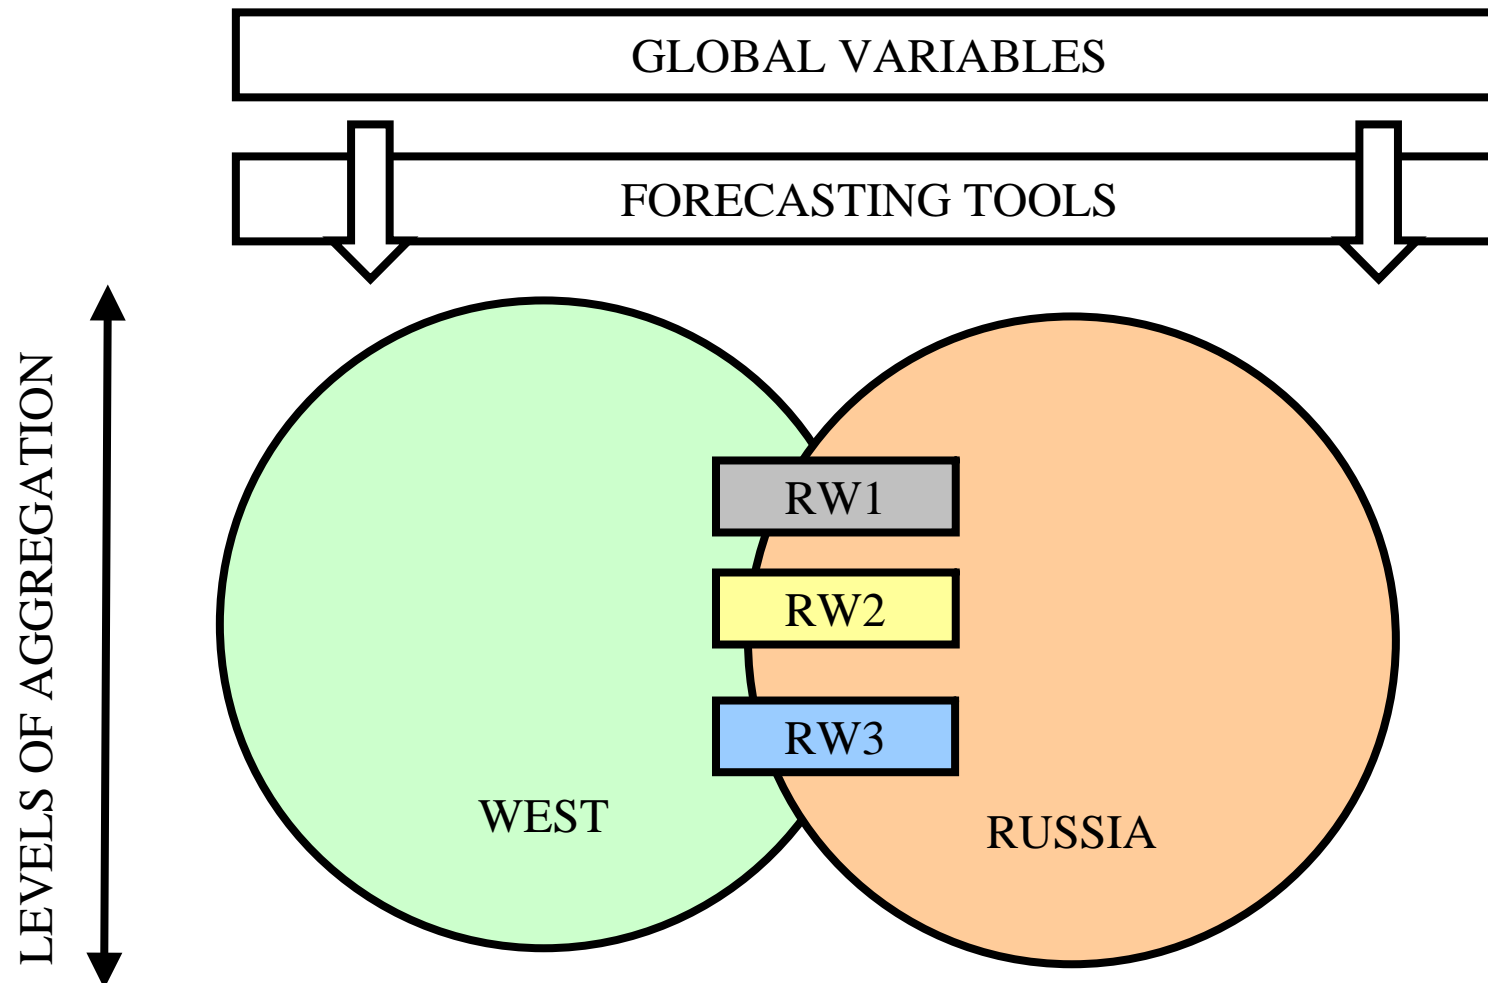 GLOBAL VARIABLES
FORECASTING TOOLS
LEVELS OF AGGREGATION
RW1
RW2
RW3
WEST
RUSSIA